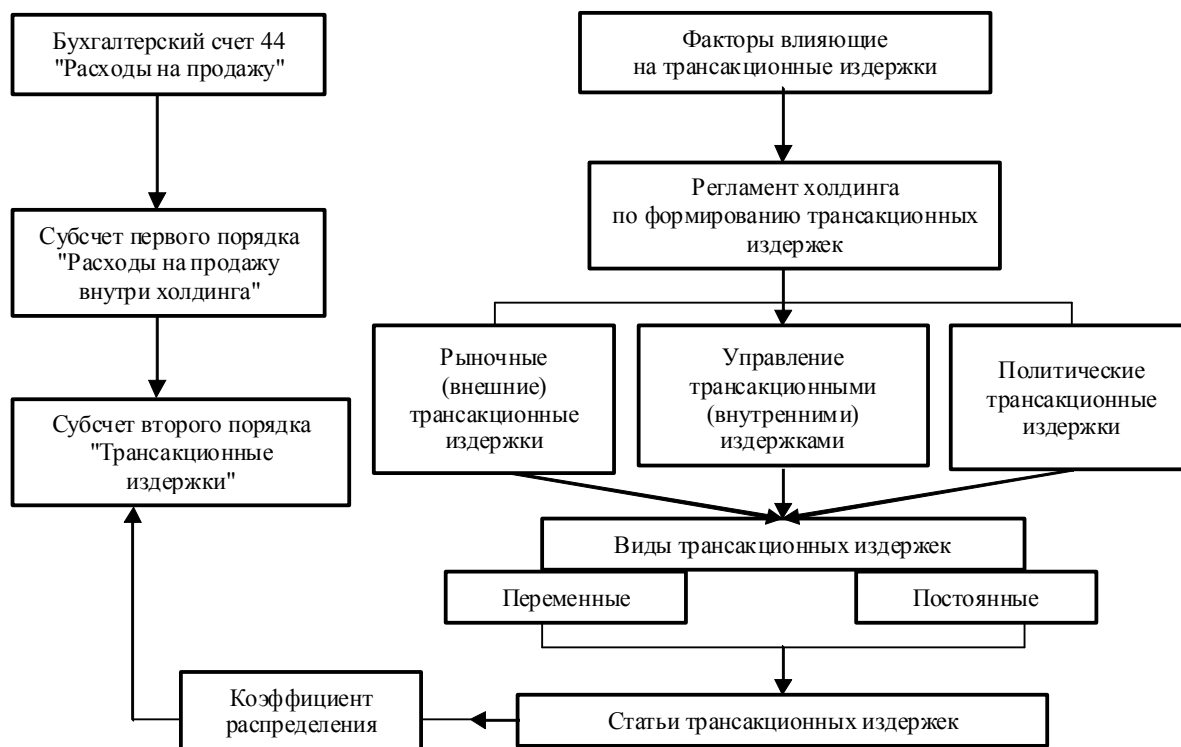 Бухгалтерский счет 44
"Расходы на продажу"
Факторы влияющие
на трансакционные издержки
Регламент холдинга
по формированию трансакционных
издержек
Субсчет первого порядка
"Расходы на продажу
внутри холдинга"
Рыночные
(внешние)
трансакционные
издержки
Управление
трансакционными
(внутренними)
издержками
Политические
трансакционные
издержки
Субсчет второго порядка
"Трансакционные
издержки"
Виды трансакционных издержек
Переменные
Постоянные
Коэффициент
распределения
Статьи трансакционных издержек